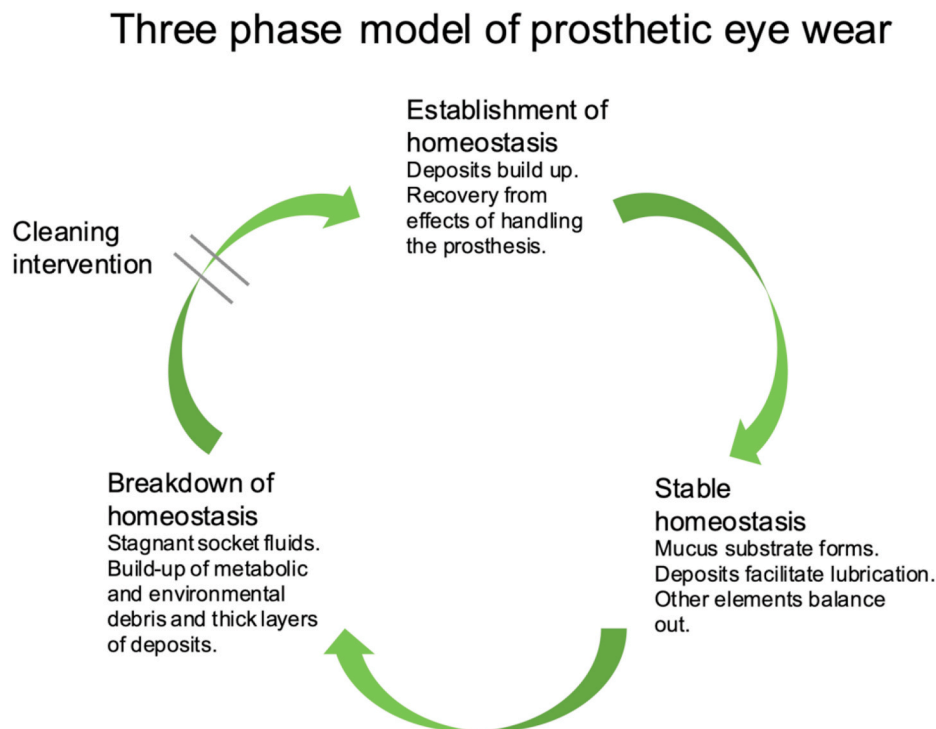 Three phase model of prosthetic eye wear
Establishment of
homeostasis
Deposits build up.
Recovery from
effects of handling
the prosthesis.
Cleaning
intervention
Breakdown of
homeostasis
Stagnant socket fluids.
Build-up of metabolic
and environmental
debris and thick layers
of deposits.
Stable
homeostasis
Mucus substrate forms.
Deposits facilitate lubrication.
Other elements balance
out.